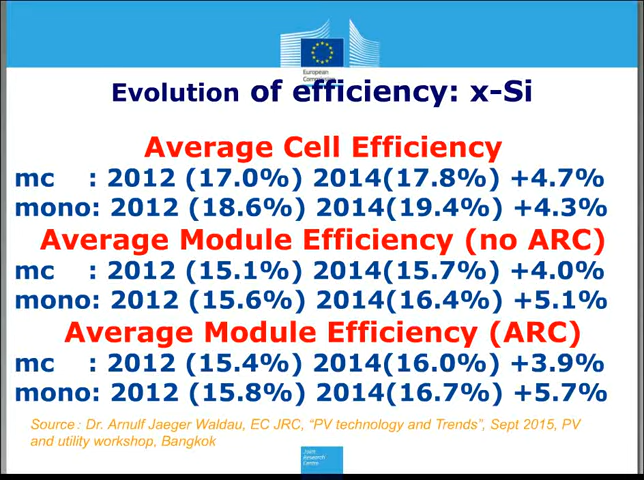 European
Commission
Evolution of efficiency: x-Si
Average Cell Efficiency
mc : 2012 (17.0%) 2014(17.8%) +4.7%
mono: 2012 (18.6%) 2014(19.4%) +4.3%
Average Module Efficiency (no ARC)
mc : 2012 (15.1%) 2014(15.7%) +4.0%
mono: 2012 (15.6%) 2014(16.4%) +5.1%
Average Module Efficiency (ARC)
mc : 2012 (15.4%) 2014(16.0%) +3.9%
mono: 2012 (15.8%) 2014(16.7%) +5.7%
Source : Dr. Arnulf Jaeger Waldau, EC JRC, “PV technology and Trends”, Sept 2015, PV
and utility workshop, Bangkok
Joint
Research
Centre